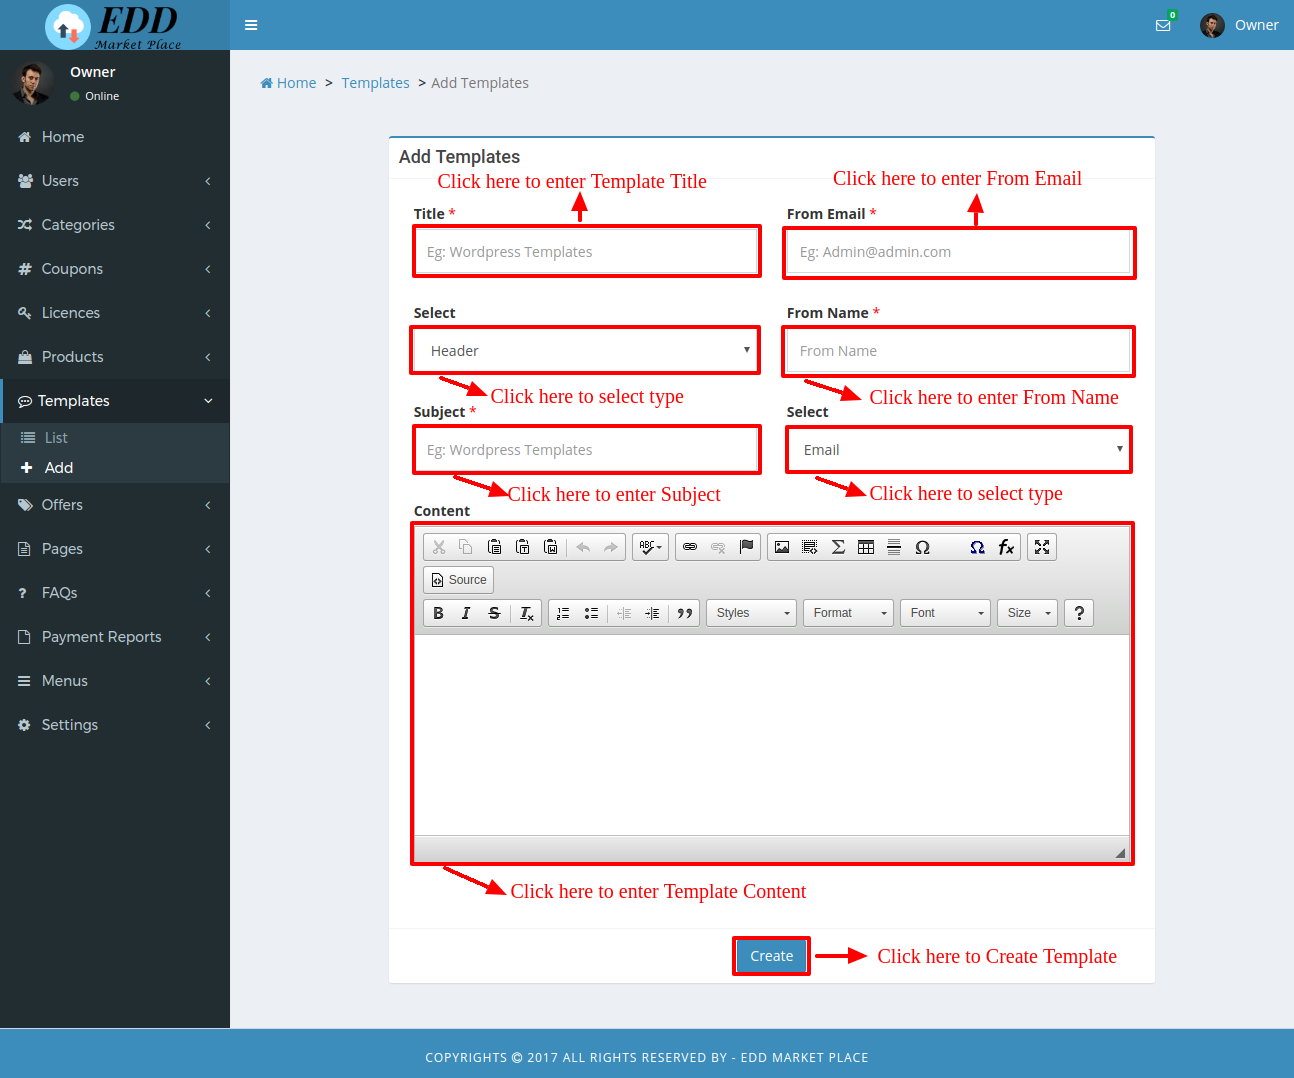 EDD
Market Place
0
Owner
Owner
Online
Home
Users
Categories
Coupons
Licences
Products
Templates
List
Add
Offers
Pages
FAQs
Payment Reports
Menus
Settings
Home > Templates > Add Templates
Add Templates
Click here to enter Template Title
Click here to enter From Email
Title *
From Email *
Eg: Wordpress Templates
Eg: Admin@admin.com
Select
From Name *
Header
From Name
Click here to select type
Click here to enter From Name
Subject *
Select
Eg: Wordpress Templates
Email
Click here to enter Subject
Click here to select type
Content
ABC
Σ
Ω
Ω
fx
Source
B I S Tx
Styles Format Font Size ?
Click here to enter Template Content
Create
Click here to Create Template
COPYRIGHTS © 2017 ALL RIGHTS RESERVED BY - EDD MARKET PLACE